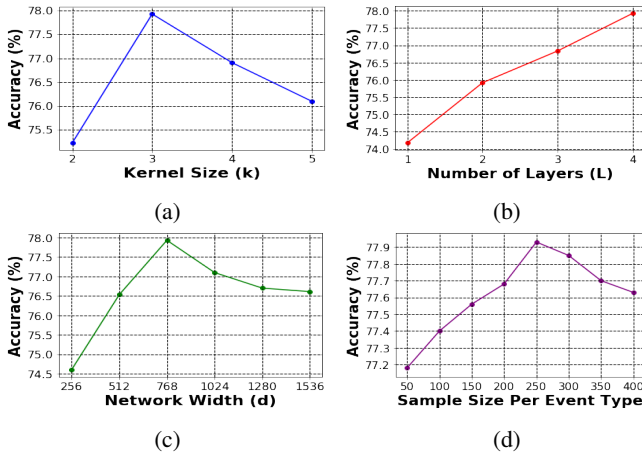 78.0
77.5
77.0
76.5
76.0
75.5
Accuracy (%)
2 3 4 5
Kernel Size (k)
(a)
78.0
77.5
77.0
76.5
76.0
75.5
75.0
74.5
74.0
Accuracy (%)
1 2 3 4
Number of Layers (L)
(b)
78.0
77.5
77.0
76.5
76.0
75.5
75.0
74.5
Accuracy (%)
256 512 768 1024 1280 1536
Network Width (d)
(c)
77.9
77.8
77.7
77.6
77.5
77.4
77.3
77.2
Accuracy (%)
50 100 150 200 250 300 350 400
Sample Size Per Event Type
(d)